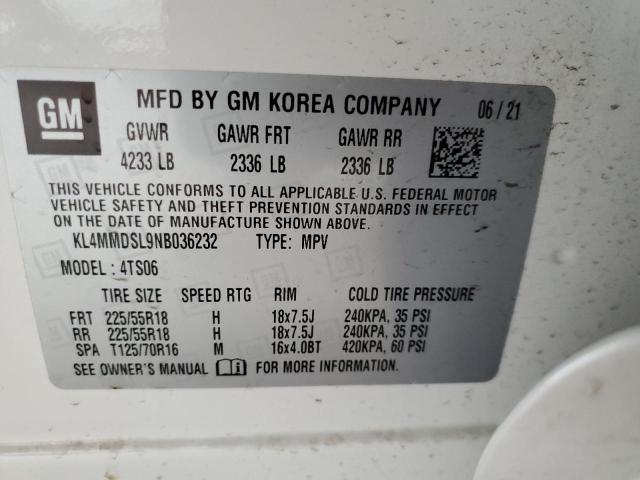 GM MFD BY GM KOREA COMPANY 06/21
GVWR GAWR FRT GAWR RR
4233 LB 2336 LB 2336 LB
THIS VEHICLE CONFORMS TO ALL APPLICABLE U.S. FEDERAL MOTOR
VEHICLE SAFETY AND THEFT PREVENTION STANDARDS IN EFFECT
ON THE DATE OF MANUFACTURE SHOWN ABOVE.
KL4MMDSL9NB036232 TYPE: MPV
MODEL: 4TS06
TIRE SIZE SPEED RTG RIM COLD TIRE PRESSURE
FRT 225/55R18 H 18x7.5J 240KPA, 35 PSI
RR 225/55R18 H 18x7.5J 240KPA, 35 PSI
SPA T125/70R16 M 16x4.0BT 420KPA, 60 PSI
SEE OWNER'S MANUAL FOR MORE INFORMATION.